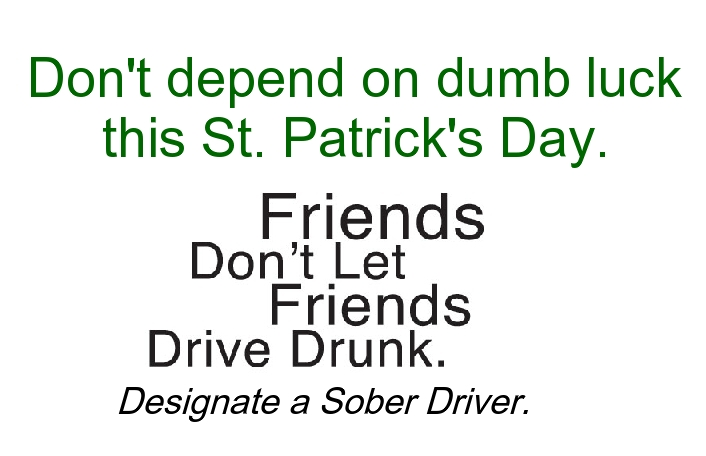 Don't depend on dumb luck
this St. Patrick's Day.
Friends
Don’t Let
Friends
Drive Drunk.
Designate a Sober Driver.